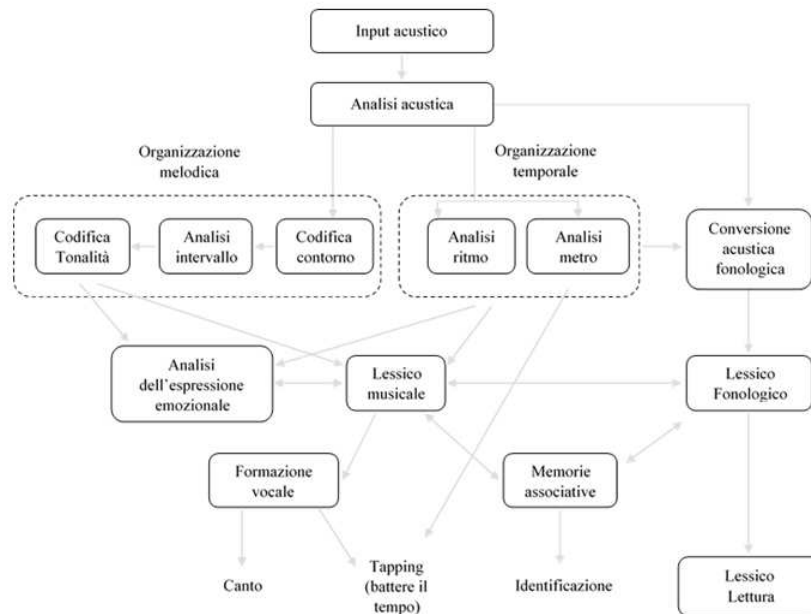 Input acustico
Analisi acustica
Organizzazione
melodica
Organizzazione
temporale
Codifica
Tonalità
Analisi
intervallo
Codifica
contorno
Analisi
ritmo
Analisi
metro
Conversione
acustica
fonologica
Analisi
dell'espressione
emozionale
Lessico
musicale
Lessico
Fonologico
Formazione
vocale
Memorie
associative
Canto
Tapping
(battere il
tempo)
Identificazione
Lessico
Lettura